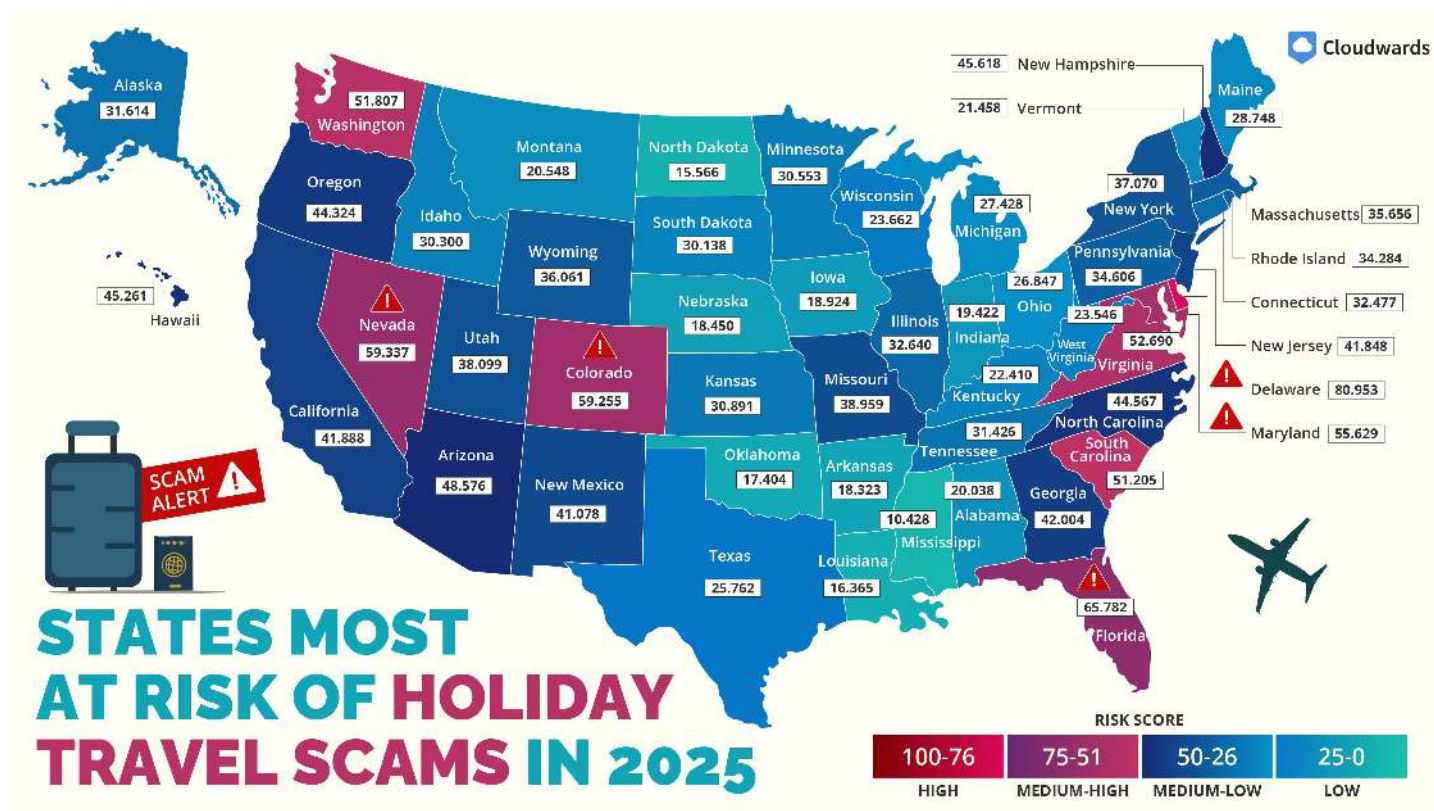 Cloudwards
Alaska
31.614
51.807
Washington
Oregon
44.324
Idaho
30.300
Montana
20.548
North Dakota
15.566
Minnesota
30.553
Wisconsin
23.662
27.428
Michigan
45.618 New Hampshire
21.458 Vermont
Maine
28.748
37.070
New York
Massachusetts 35.656
Rhode Island 34.284
Connecticut 32.477
New Jersey 41.848
Delaware 80.953
Maryland 55.629
Wyoming
36.061
South Dakota
30.138
Iowa
18.924
Nebraska
18.450
Illinois
32.640
19.422
Indiana
26.847
Ohio
Pennsylvania
34.606
23.546
West
Virginia
52.690
Virginia
45.261
Hawaii
Nevada
59.337
Utah
38.099
Colorado
59.255
Kansas
30.891
Missouri
38.959
22.410
Kentucky
California
41.888
Arizona
48.576
New Mexico
41.078
Oklahoma
17.404
Arkansas
18.323
31.426
Tennessee
44.567
North Carolina
South
Carolina
51.205
Texas
25.762
Louisiana
16.365
10.428
Mississippi
20.038
Alabama
Georgia
42.004
65.782
Florida
SCAM
ALERT
STATES MOST
AT RISK OF HOLIDAY
TRAVEL SCAMS IN 2025
RISK SCORE
100-76 75-51 50-26 25-0
HIGH MEDIUM-HIGH MEDIUM-LOW LOW